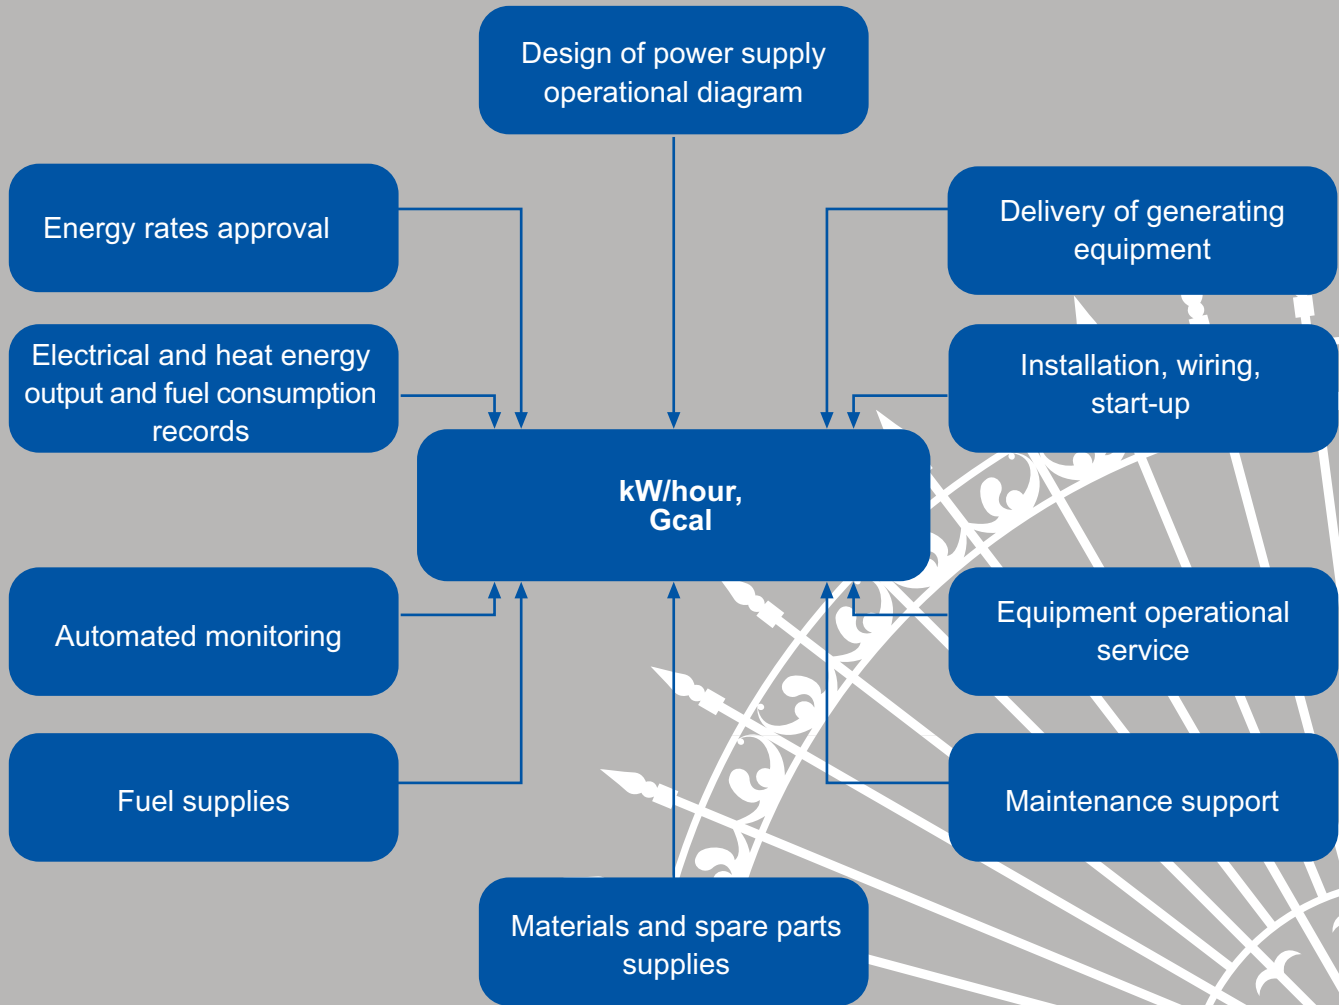 Design of power supply
operational diagram
Energy rates approval
Delivery of generating
equipment
Electrical and heat energy
output and fuel consumption
records
Installation, wiring,
start-up
kW/hour,
Gcal
Automated monitoring
Equipment operational
service
Fuel supplies
Maintenance support
Materials and spare parts
supplies